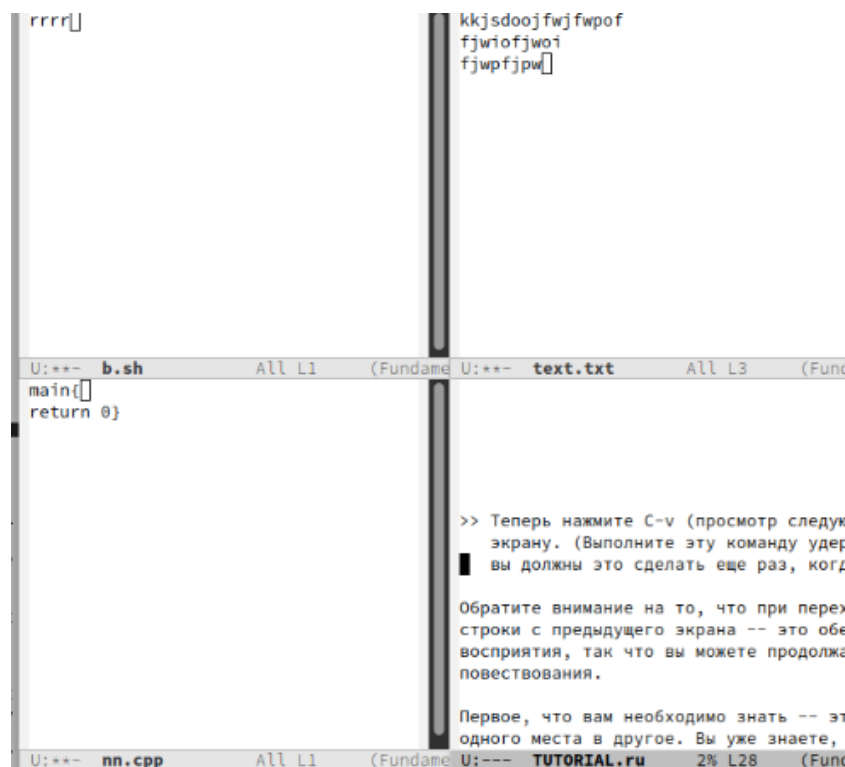 rrrr
U:**-  b.sh  All L1  (Fundame
kkjsdoojfwjfwpof
fjwiofjwoi
fjwpfjpw
U:**-  text.txt  All L3  (Fund
main{
return 0}
U:**-  nn.cpp  All L1  (Fundame
>> Теперь нажмите C-v (просмотр следую
экрану. (Выполните эту команду удер
вы должны это сделать еще раз, когд
Обратите внимание на то, что при перех
строки с предыдущего экрана -- это обе
восприятия, так что вы можете продолжа
повествования.
Первое, что вам необходимо знать -- эт
одного места в другое. Вы уже знаете,
U:---  TUTORIAL.ru  2% L28  (Fund